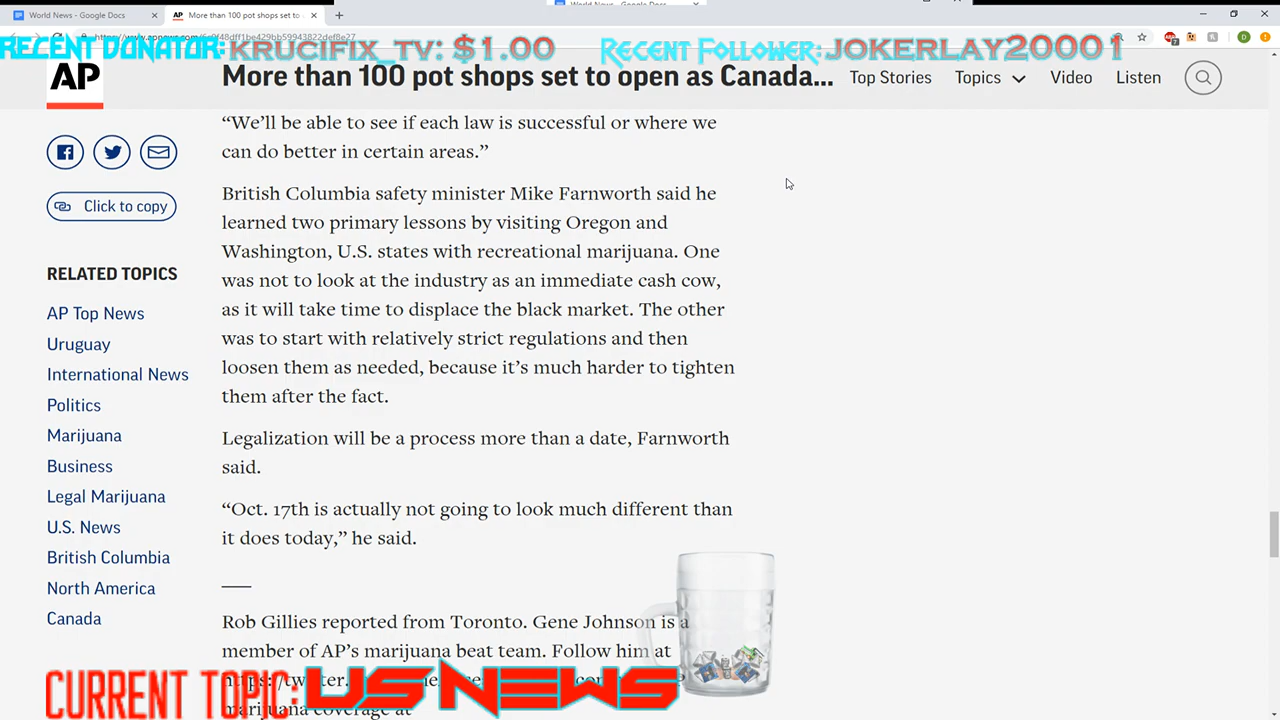 World News - Google Docs
More than 100 pot shops set to
World News - Google Docs
RECENT DONATOR: KRUCIFIX_TV: $1.00
RECENT FOLLOWER: JOKERLAY20001
AP
More than 100 pot shops set to open as Canada...
Top Stories
Topics
Video
Listen
Click to copy
RELATED TOPICS
AP Top News
Uruguay
International News
Politics
Marijuana
Business
Legal Marijuana
U.S. News
British Columbia
North America
Canada
“We’ll be able to see if each law is successful or where we
can do better in certain areas.”
British Columbia safety minister Mike Farnworth said he
learned two primary lessons by visiting Oregon and
Washington, U.S. states with recreational marijuana. One
was not to look at the industry as an immediate cash cow,
as it will take time to displace the black market. The other
was to start with relatively strict regulations and then
loosen them as needed, because it’s much harder to tighten
them after the fact.
Legalization will be a process more than a date, Farnworth
said.
“Oct. 17th is actually not going to look much different than
it does today,” he said.
Rob Gillies reported from Toronto. Gene Johnson is a
member of AP’s marijuana beat team. Follow him at
marijuana coverage at
CURRENT TOPIC: US NEWS